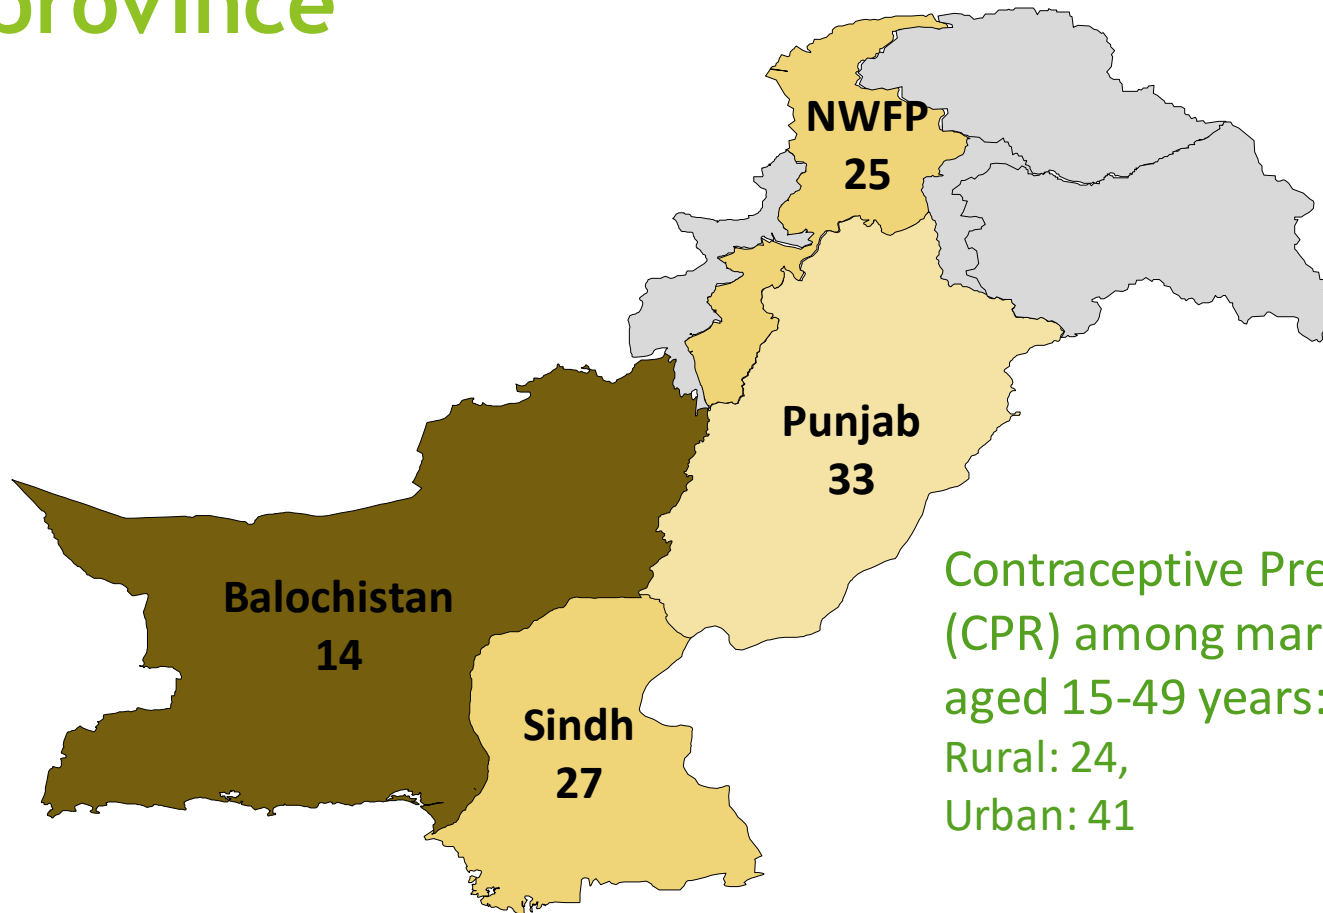 province
NWFP
25
Punjab
33
Balochistan
14
Sindh
27
Contraceptive Pre
(CPR) among mar
aged 15-49 years:
Rural: 24,
Urban: 41